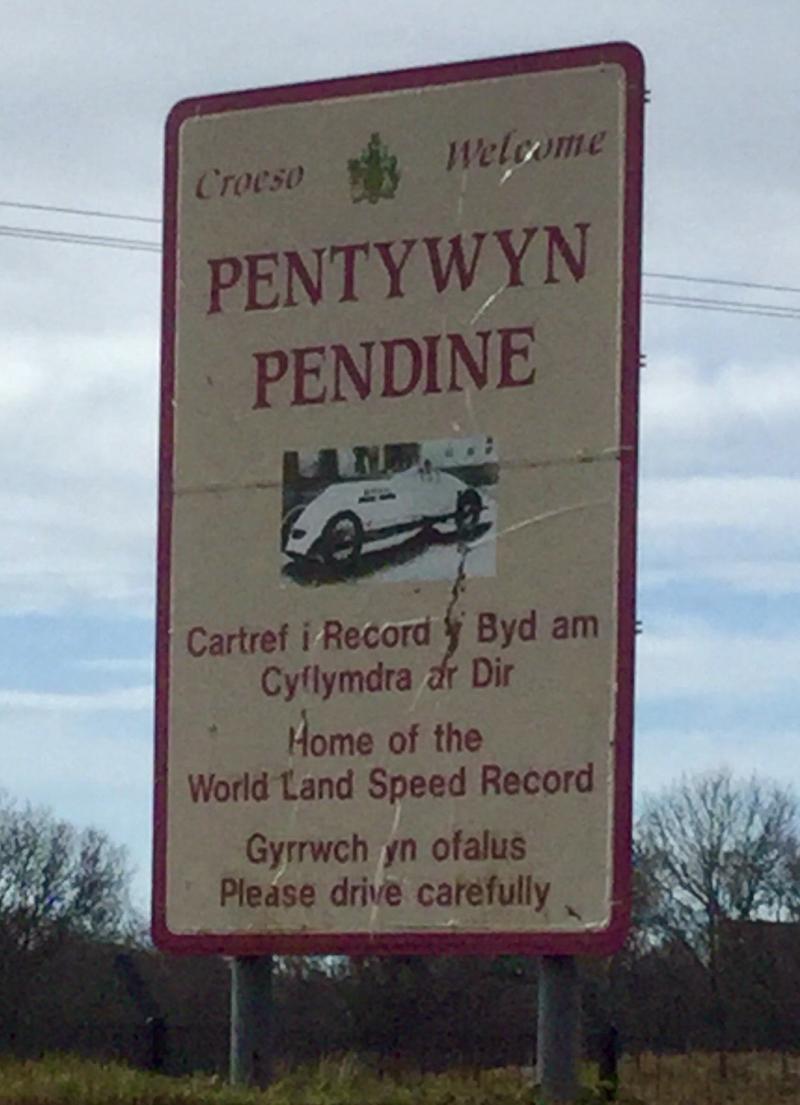 Croeso Welcome
PENTYWYN
PENDINE
Cartref i Record y Byd am
Cyflymdra ar Dir
Home of the
World Land Speed Record
Gyrrwch yn ofalus
Please drive carefully